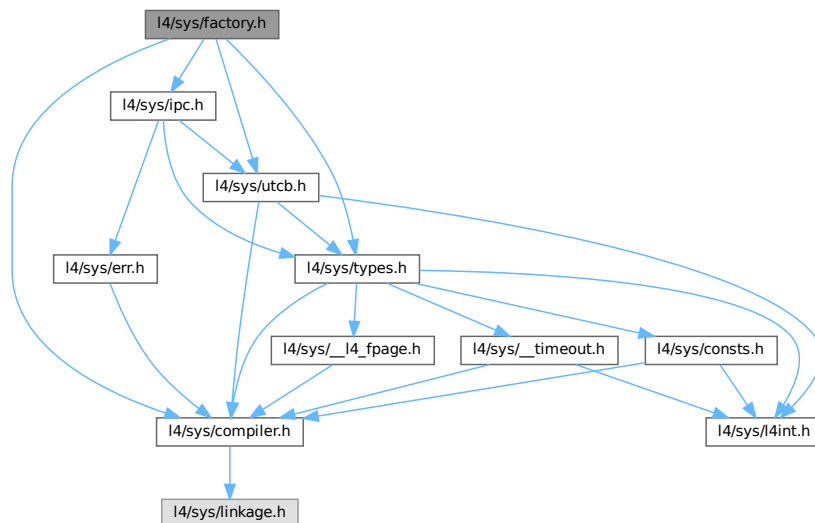 l4/sys/factory.h
l4/sys/ipc.h
l4/sys/utcb.h
l4/sys/err.h
l4/sys/types.h
l4/sys/__l4_fpage.h
l4/sys/__timeout.h
l4/sys/consts.h
l4/sys/compiler.h
l4/sys/l4int.h
l4/sys/linkage.h